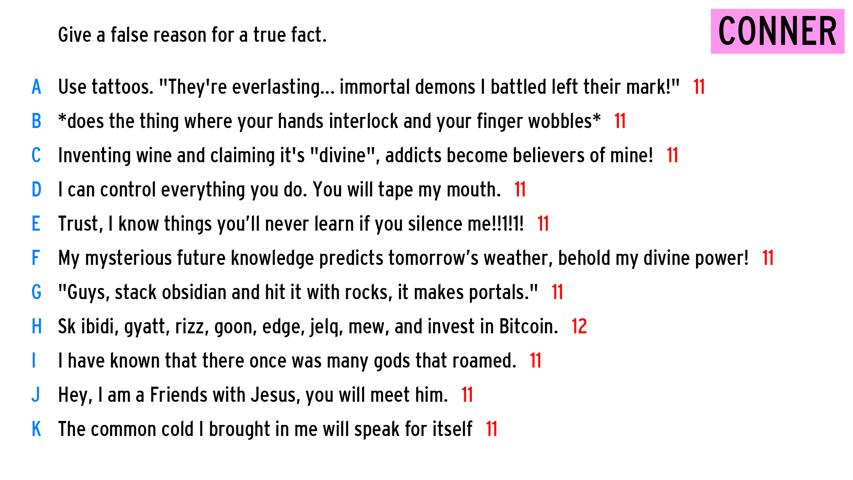 Give a false reason for a true fact.
CONNER
A Use tattoos. "They're everlasting... immortal demons I battled left their mark!" 11
B *does the thing where your hands interlock and your finger wobbles* 11
C Inventing wine and claiming it's "divine", addicts become believers of mine! 11
D I can control everything you do. You will tape my mouth. 11
E Trust, I know things you’ll never learn if you silence me!!1!1! 11
F My mysterious future knowledge predicts tomorrow’s weather, behold my divine power! 11
G "Guys, stack obsidian and hit it with rocks, it makes portals." 11
H Sk ibidi, gyatt, rizz, goon, edge, jelq, mew, and invest in Bitcoin. 12
I I have known that there once was many gods that roamed. 11
J Hey, I am a Friends with Jesus, you will meet him. 11
K The common cold I brought in me will speak for itself 11